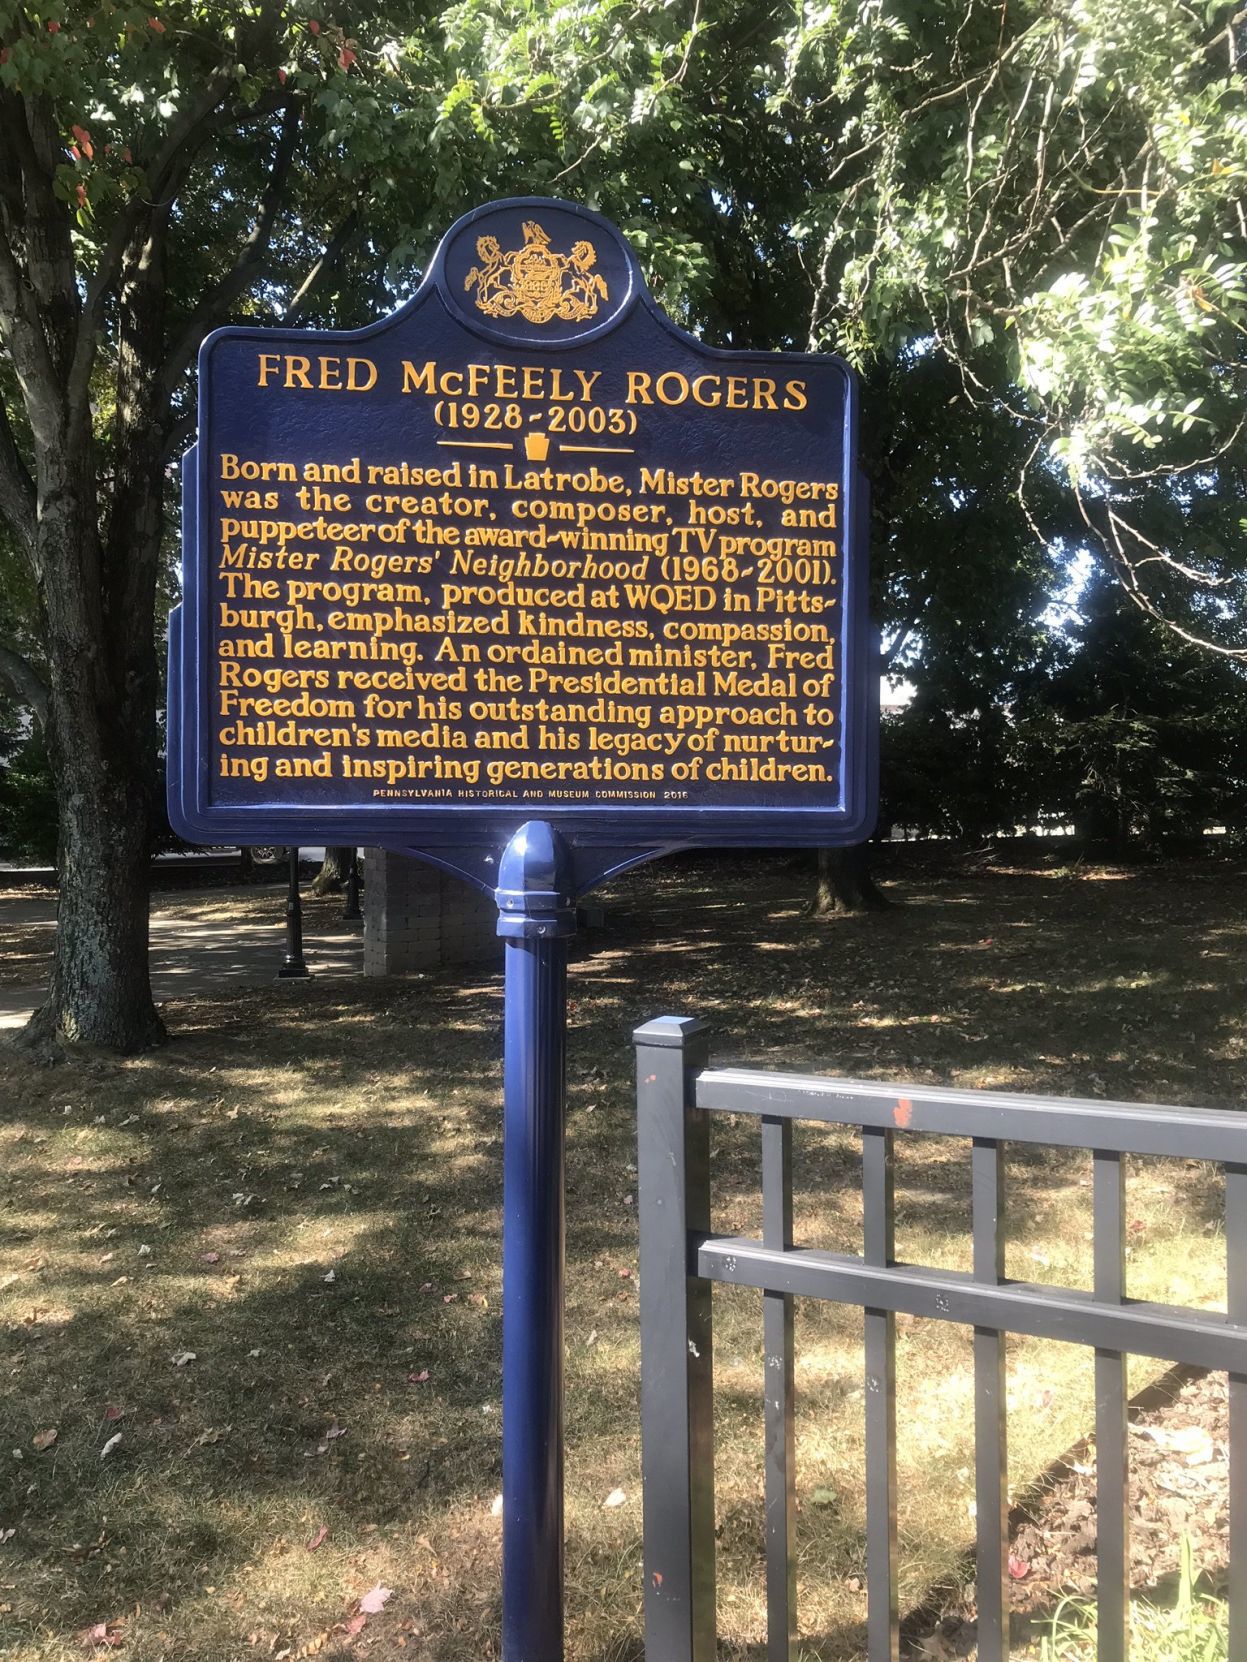 FRED McFEELY ROGERS
(1928-2003)
Born and raised in Latrobe, Mister Rogers
was the creator, composer, host, and
puppeteer of the award-winning TV program
Mister Rogers' Neighborhood (1968-2001).
The program, produced at WQED in Pitts-
burgh, emphasized kindness, compassion,
and learning. An ordained minister, Fred
Rogers received the Presidential Medal of
Freedom for his outstanding approach to
children's media and his legacy of nurtur-
ing and inspiring generations of children.
PENNSYLVANIA HISTORICAL AND MUSEUM COMMISSION 2016